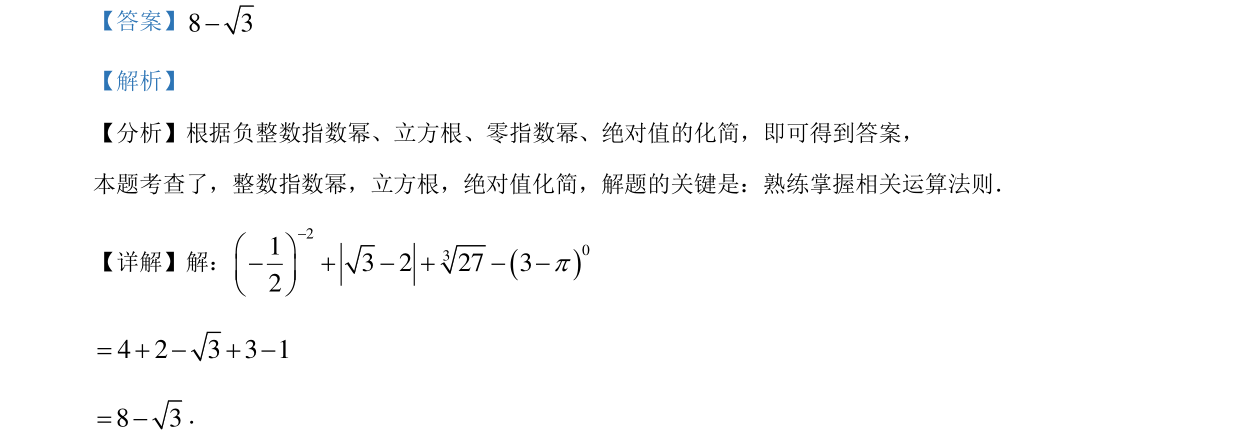 【答案】8−√3
【解析】
【分析】根据负整数指数幂、立方根、零指数幂、绝对值的化简，即可得到答案，
本题考查了，整数指数幂，立方根，绝对值化简，解题的关键是：熟练掌握相关运算法则．
【详解】解：(−1/2)⁻² + |√3−2| + ∛27 − (3−π)⁰
=4+2−√3+3−1
=8−√3．